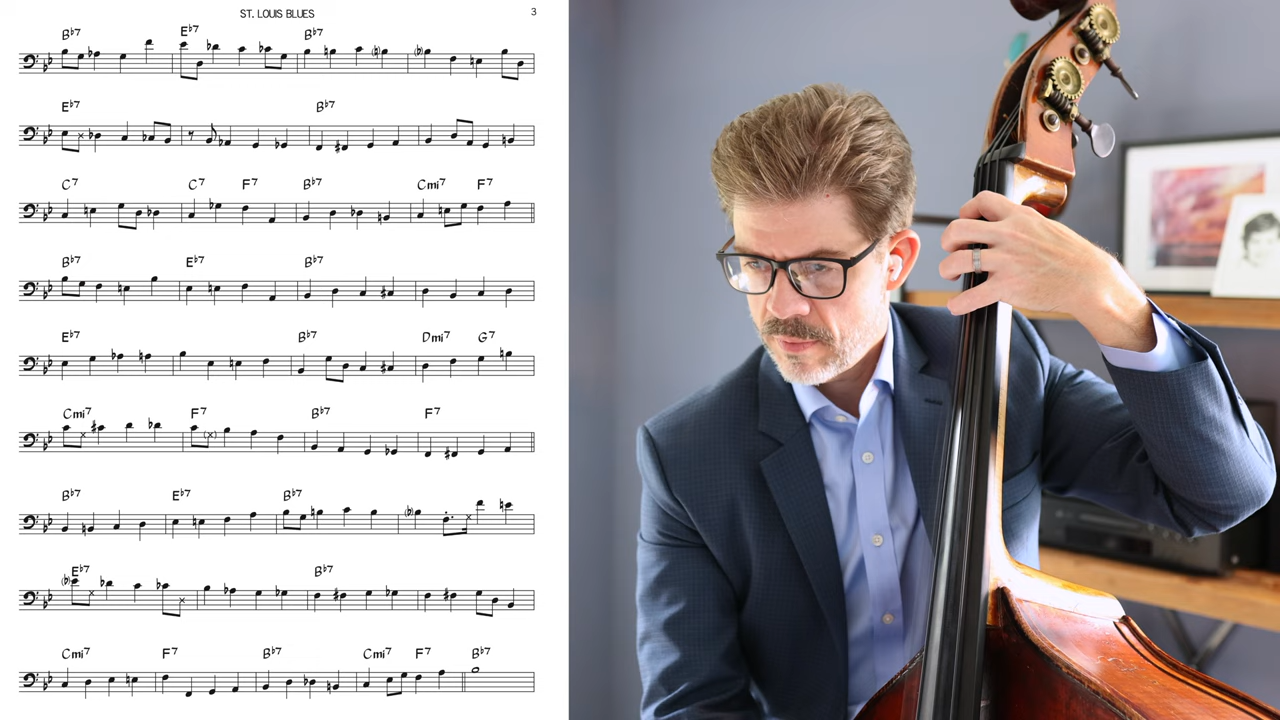 ST. LOUIS BLUES 3
B♭7 E♭7 B♭7
E♭7 B♭7
C7 C7 F7 B♭7 Cmi7 F7
B♭7 E♭7 B♭7
E♭7 B♭7 Dmi7 G7
Cmi7 F7 B♭7 F7
B♭7 E♭7 B♭7
E♭7 B♭7
Cmi7 F7 B♭7 Cmi7 F7 B♭7